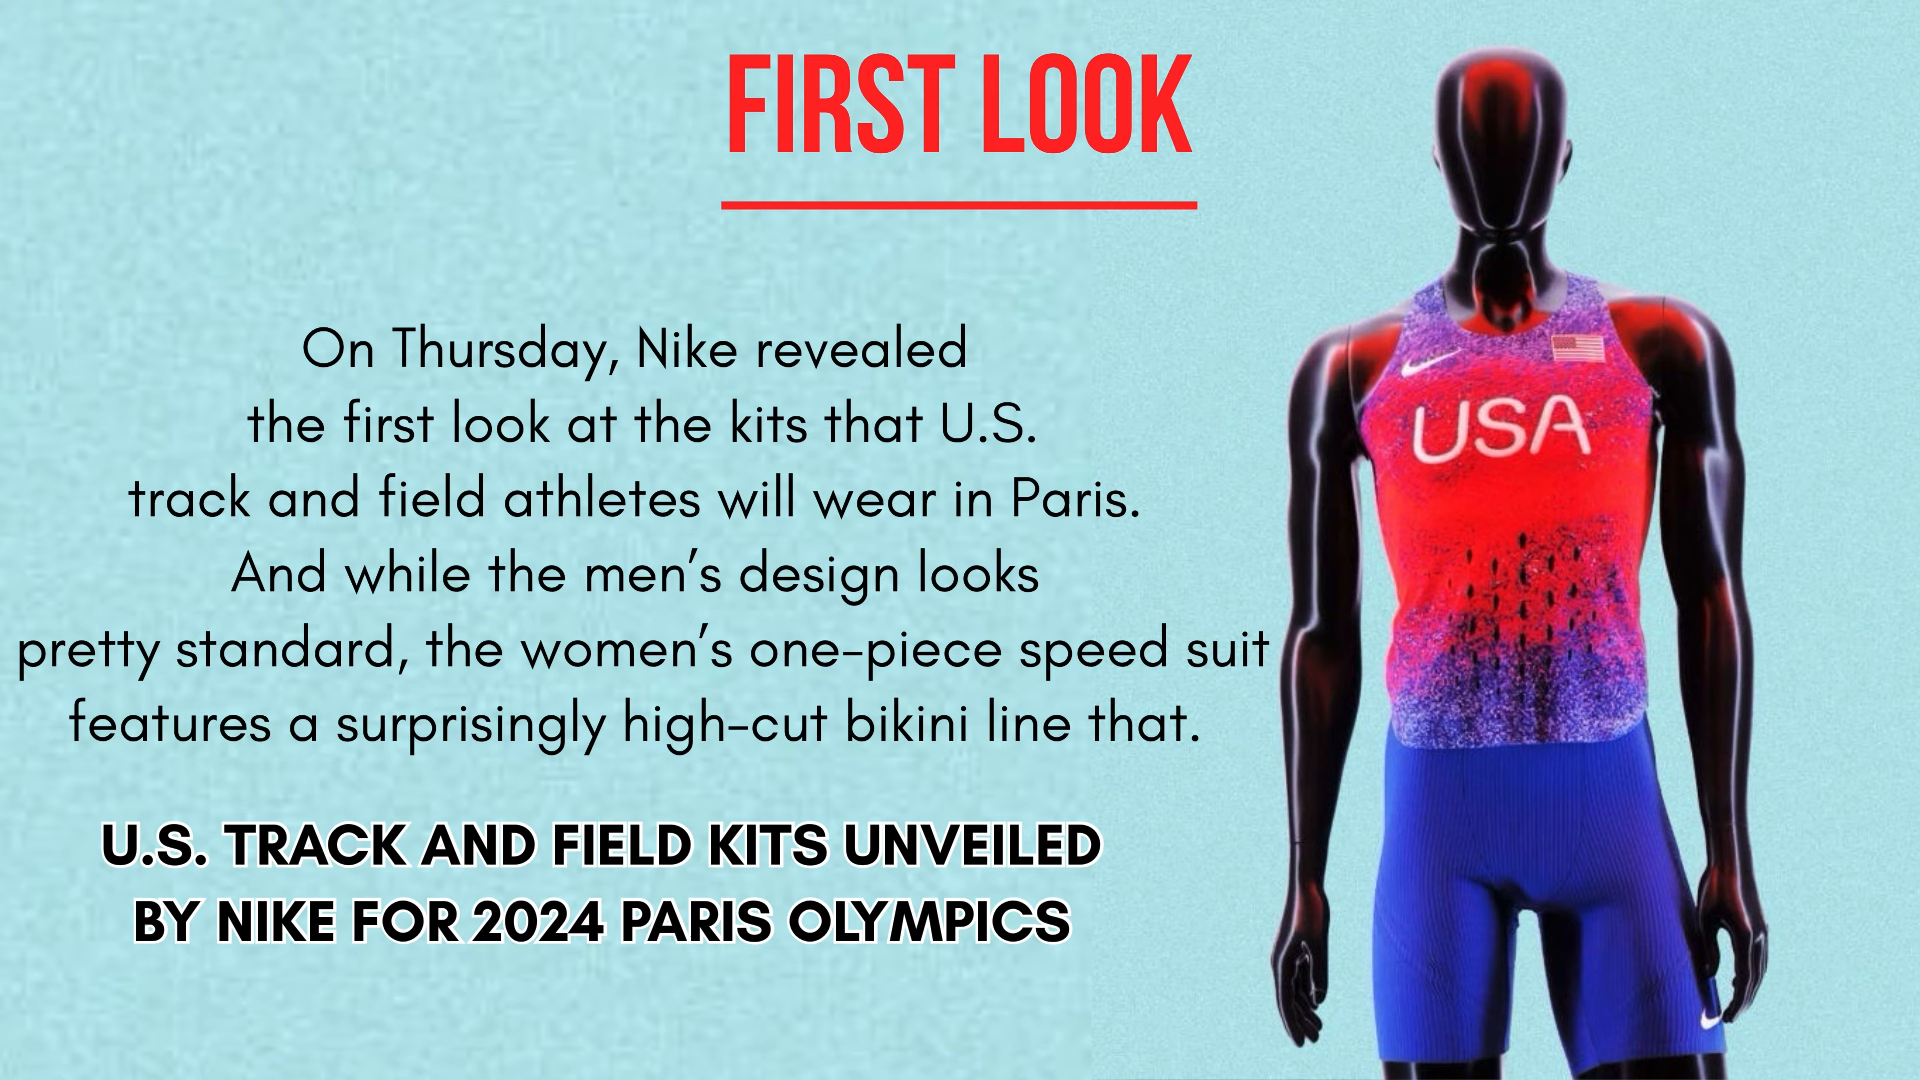 FIRST LOOK
On Thursday, Nike revealed
the first look at the kits that U.S.
track and field athletes will wear in Paris.
And while the men’s design looks
pretty standard, the women’s one-piece speed suit
features a surprisingly high-cut bikini line that.
U.S. TRACK AND FIELD KITS UNVEILED
BY NIKE FOR 2024 PARIS OLYMPICS
USA